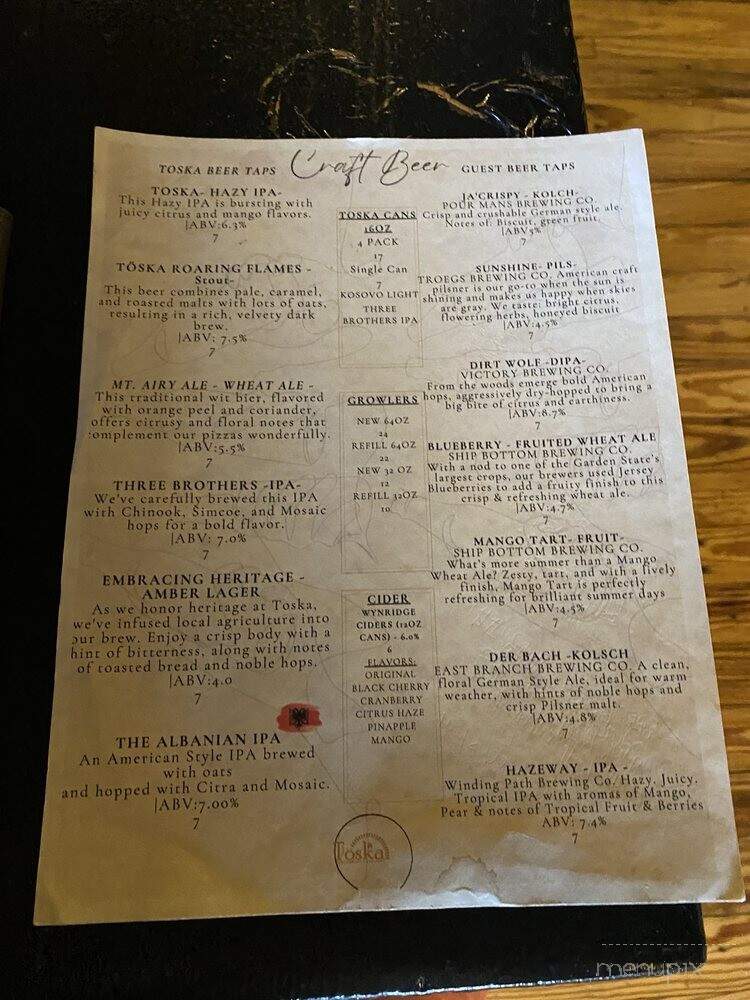 Craft Beer
TOSKA BEER TAPS
TOSKA- HAZY IPA-
This Hazy IPA is bursting with
juicy citrus and mango flavors.
|ABV:6.3%
7
TÖSKA ROARING FLAMES -
Stout-
This beer combines pale, caramel,
and roasted malts with lots of oats,
resulting in a rich, velvety dark
brew.
|ABV: 7.5%
7
MT. AIRY ALE - WHEAT ALE -
This traditional wit bier, flavored
with orange peel and coriander,
offers citrusy and floral notes that
complement our pizzas wonderfully.
|ABV:5.5%
7
THREE BROTHERS -IPA-
We've carefully brewed this IPA
with Chinook, Simcoe, and Mosaic
hops for a bold flavor.
|ABV: 7.0%
7
EMBRACING HERITAGE -
AMBER LAGER
As we honor heritage at Toska,
we've infused local agriculture into
our brew. Enjoy a crisp body with a
hint of bitterness, along with notes
of toasted bread and noble hops.
|ABV:4.0
7
THE ALBANIAN IPA
An American Style IPA brewed
with oats
and hopped with Citra and Mosaic.
|ABV:7.00%
7
TOSKA CANS
16OZ
4 PACK
17
Single Can
7
KOSOVO LIGHT
THREE
BROTHERS IPA
GROWLERS
NEW 64OZ
24
REFILL 64OZ
22
NEW 32 OZ
12
REFILL 32OZ
10
CIDER
WYNRIDGE
CIDERS (12OZ
CANS) - 6.0%
6
FLAVORS:
ORIGINAL
BLACK CHERRY
CRANBERRY
CITRUS HAZE
PINAPPLE
MANGO
Toska
GUEST BEER TAPS
JA'CRISPY - KOLCH-
POUR MANS BREWING CO.
Crisp and crushable German style ale.
Notes of: Biscuit, green fruit.
|ABV5%
7
SUNSHINE- PILS-
TROEGS BREWING CO. American craft
pilsner is our go-to when the sun is
shining and makes us happy when skies
are gray. We taste: bright citrus,
flowering herbs, honeyed biscuit
|ABV:4.5%
7
DIRT WOLF -DIPA-
VICTORY BREWING CO.
From the woods emerge bold American
hops, aggressively dry-hopped to bring a
big bite of citrus and earthiness.
|ABV:8.7%
7
BLUEBERRY - FRUITED WHEAT ALE
SHIP BOTTOM BREWING CO.
With a nod to one of the Garden State's
largest crops, our brewers used Jersey
Blueberries to add a fruity finish to this
crisp & refreshing wheat ale.
|ABV:4.7%
7
MANGO TART- FRUIT-
SHIP BOTTOM BREWING CO.
What's more summer than a Mango
Wheat Ale? Zesty, tart, and with a lively
finish, Mango Tart is perfectly
refreshing for brilliant summer days
|ABV:4.5%
7
DER BACH -KOLSCH
EAST BRANCH BREWING CO. A clean,
floral German Style Ale, ideal for warm
weather, with hints of noble hops and
crisp Pilsner malt.
|ABV:4.8%
7
HAZEWAY - IPA -
Winding Path Brewing Co. Hazy. Juicy.
Tropical IPA with aromas of Mango,
Pear & notes of Tropical Fruit & Berries
ABV: 7.4%
7
menupix